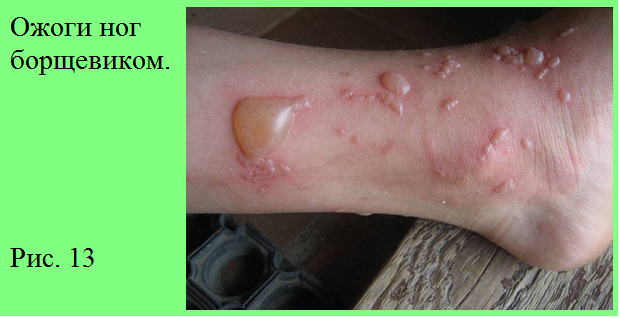 Ожоги ног
борщевиком.
Рис. 13